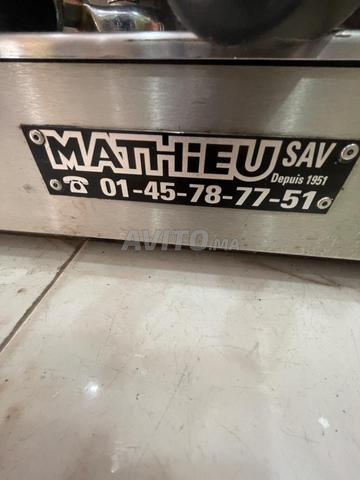 MATHiEU SAV
Depuis 1951
☎ 01-45-78-77-51
AVITO.ma